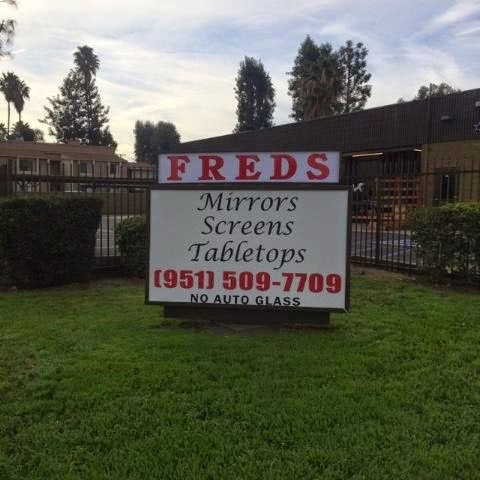 FREDS
Mirrors
Screens
Tabletops
(951) 509-7709
NO AUTO GLASS